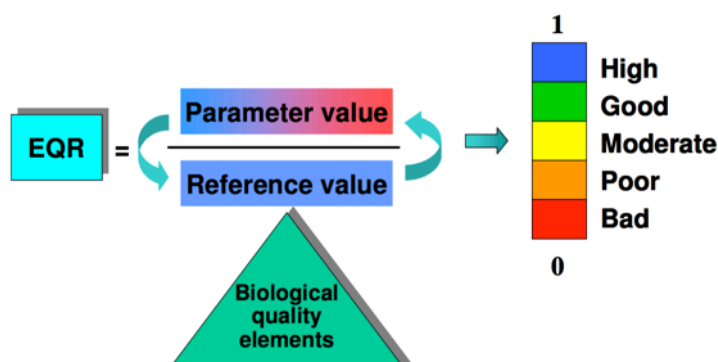 EQR
=
Parameter value
Reference value
Biological
quality
elements
1
High
Good
Moderate
Poor
Bad
0